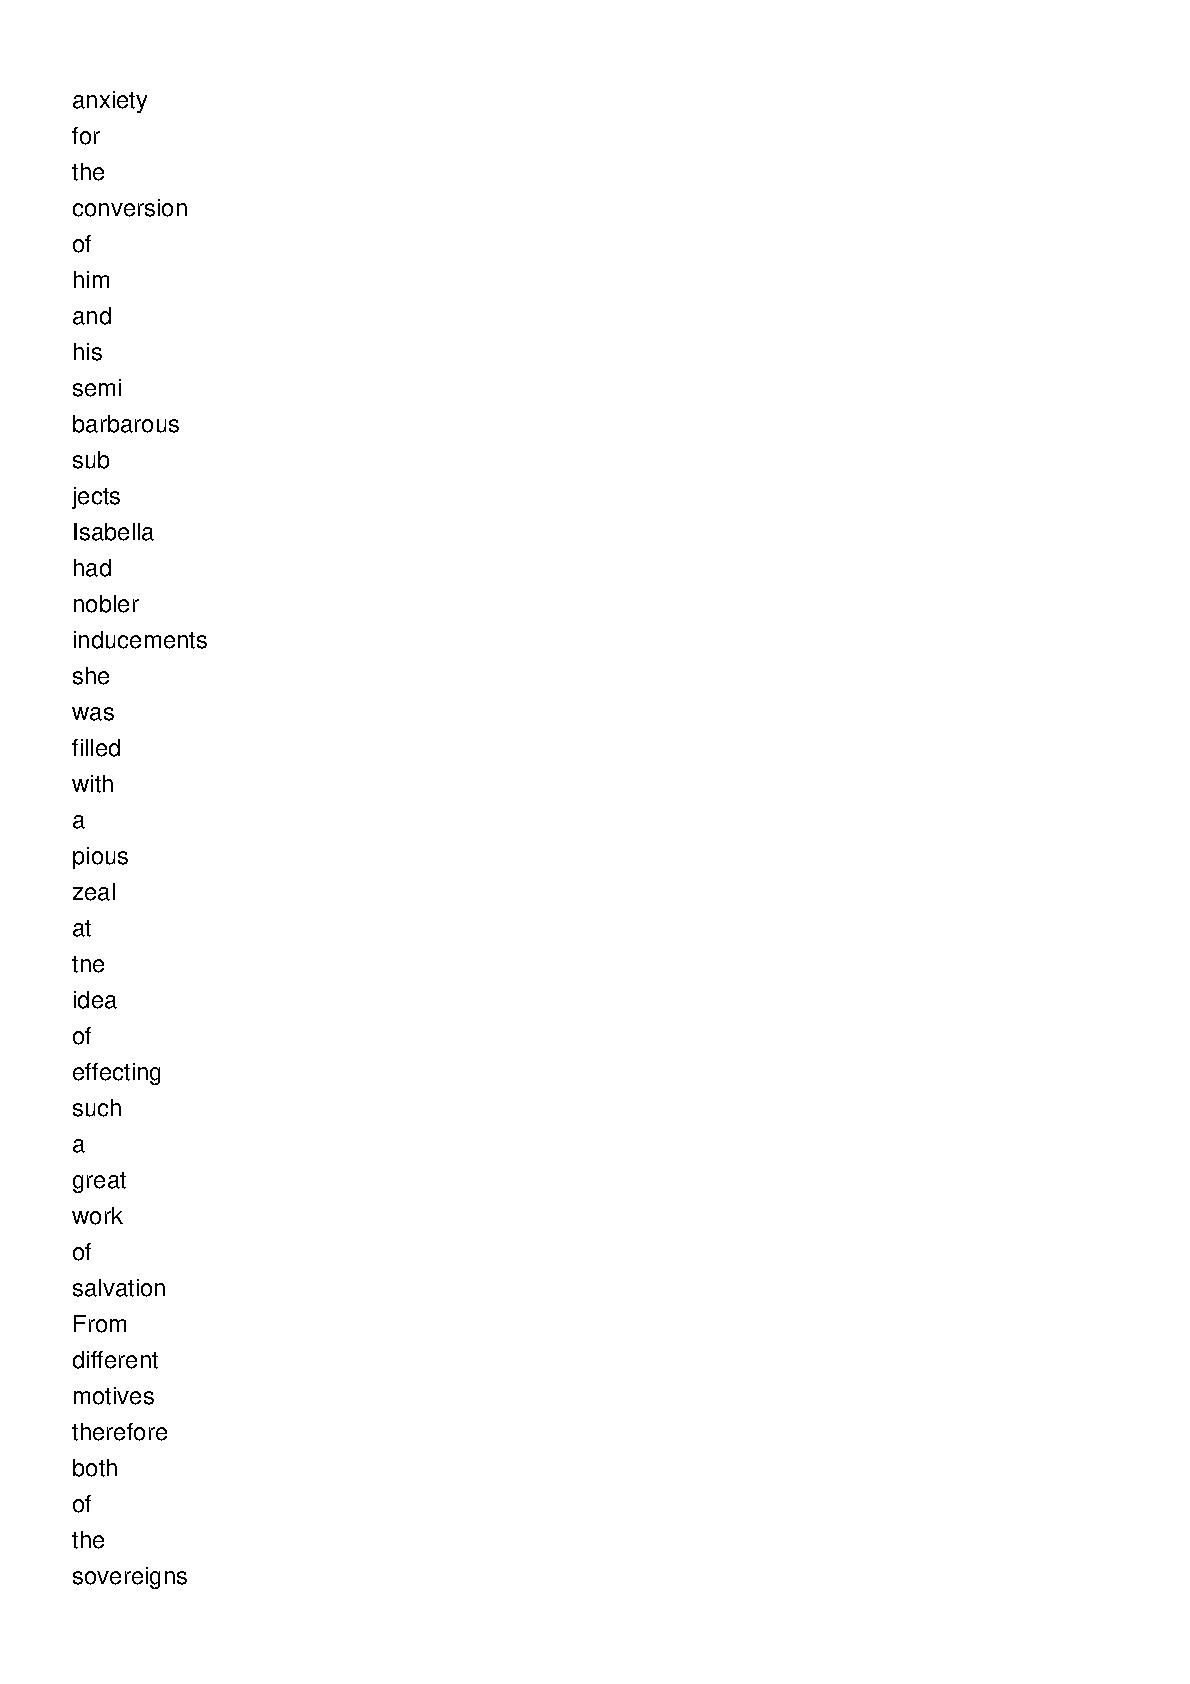 anxiety
for
the
conversion
of
him
and
his
semi
barbarous
sub
jects
Isabella
had
nobler
inducements
she
was
filled
with
a
pious
zeal
at
tne
idea
of
effecting
such
a
great
work
of
salvation
From
different
motives
therefore
both
of
the
sovereigns